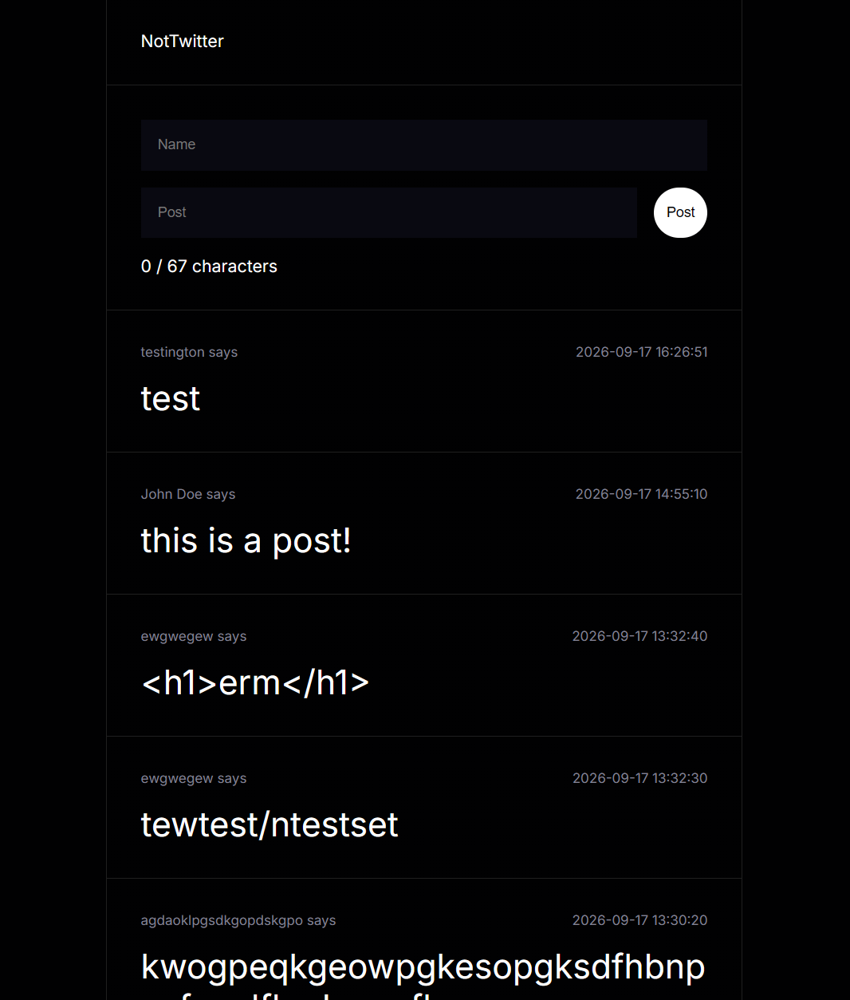 NotTwitter
Name
Post
Post
0 / 67 characters
testington says
2026-09-17 16:26:51
test
John Doe says
2026-09-17 14:55:10
this is a post!
ewgwegew says
2026-09-17 13:32:40
<h1>erm</h1>
ewgwegew says
2026-09-17 13:32:30
tewtest/ntestset
agdaoklpgsdkgopdskgpo says
2026-09-17 13:30:20
kwogpeqkgeowpgkesopgksdfhbnp